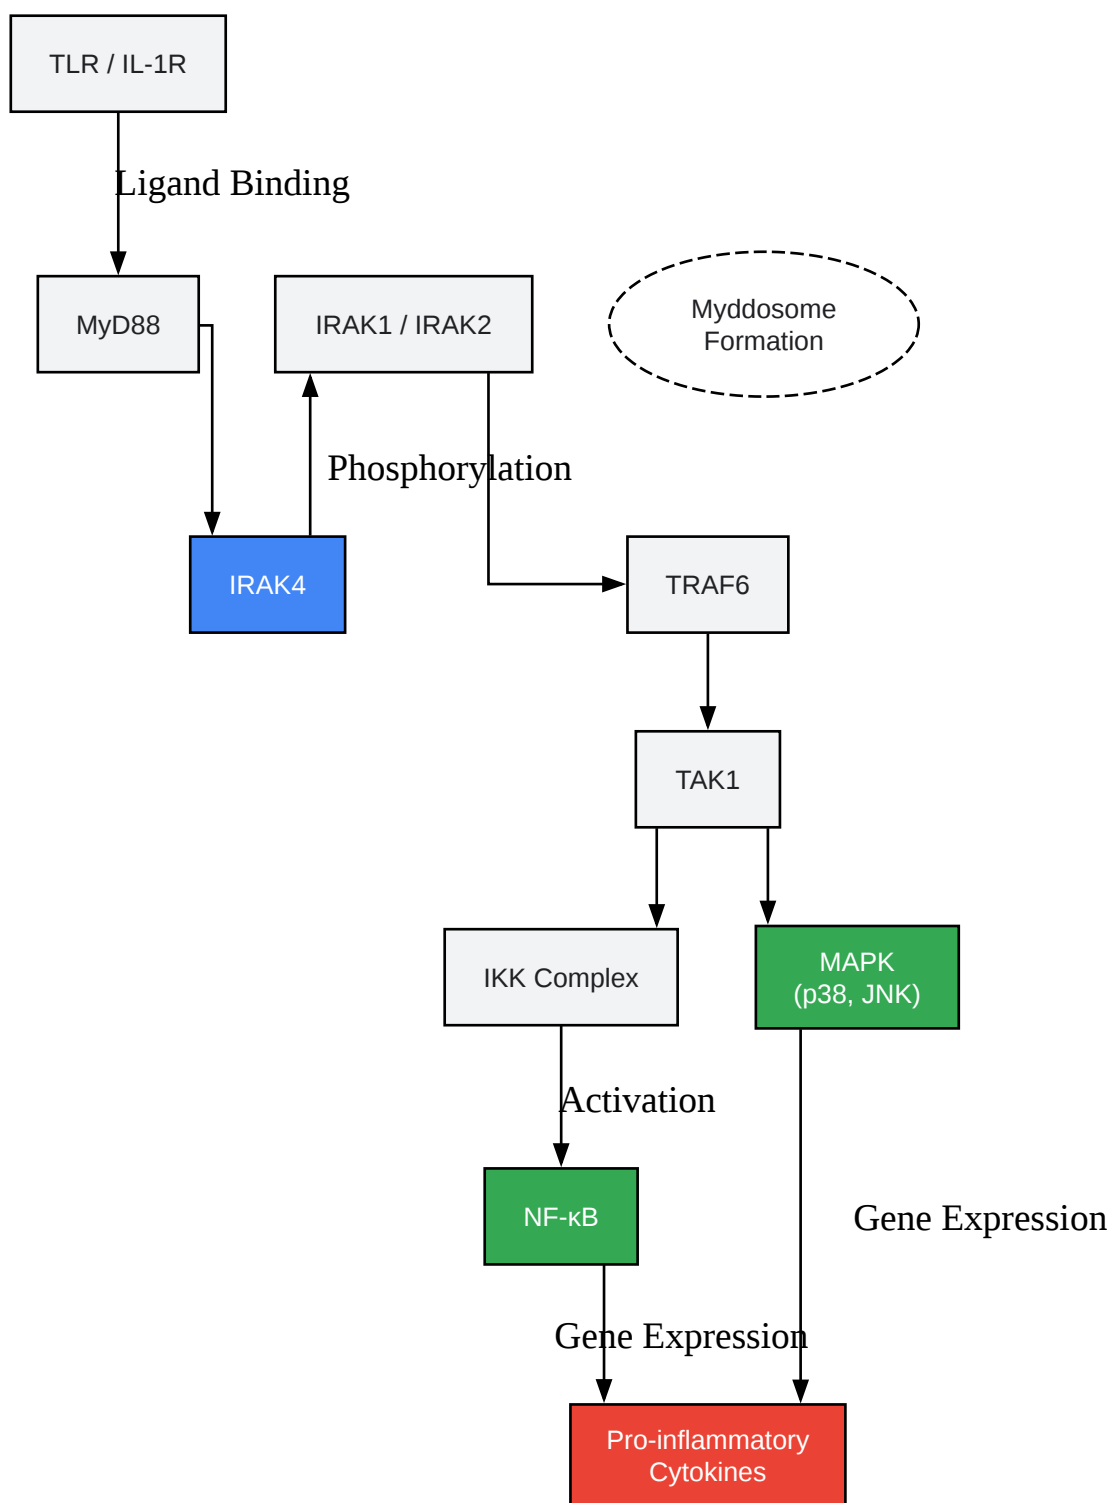 TLR / IL-1R
Ligand Binding
MyD88
IRAK1 / IRAK2
Myddosome
Formation
Phosphorylation
IRAK4
TRAF6
TAK1
IKK Complex
MAPK
(p38, JNK)
Activation
NF-κB
Gene Expression
Gene Expression
Pro-inflammatory
Cytokines